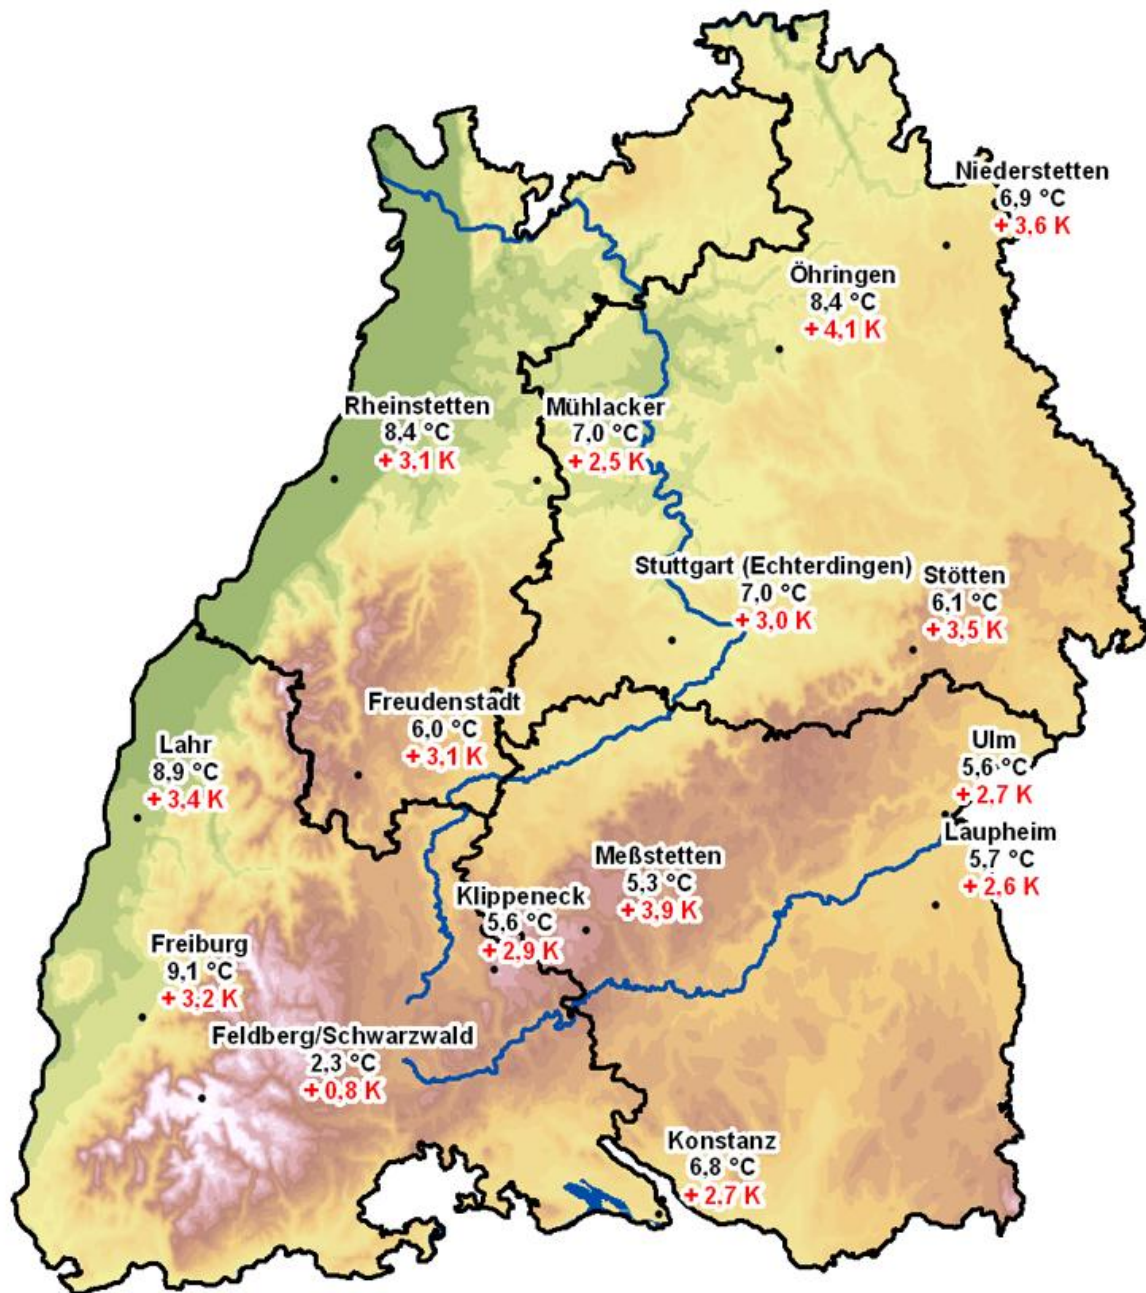 Niederstetten
6,9 °C
+ 3,6 K
Öhringen
8,4 °C
+ 4,1 K
Rheinstetten
8,4 °C
+ 3,1 K
Mühlacker
7,0 °C
+ 2,5 K
Stuttgart (Echterdingen)
7,0 °C
+ 3,0 K
Stötten
6,1 °C
+ 3,5 K
Freudenstadt
6,0 °C
+ 3,1 K
Lahr
8,9 °C
+ 3,4 K
Ulm
5,6 °C
+ 2,7 K
Laupheim
5,7 °C
+ 2,6 K
Meßstetten
5,3 °C
+ 3,9 K
Klippeneck
5,6 °C
+ 2,9 K
Freiburg
9,1 °C
+ 3,2 K
Feldberg/Schwarzwald
2,3 °C
+ 0,8 K
Konstanz
6,8 °C
+ 2,7 K